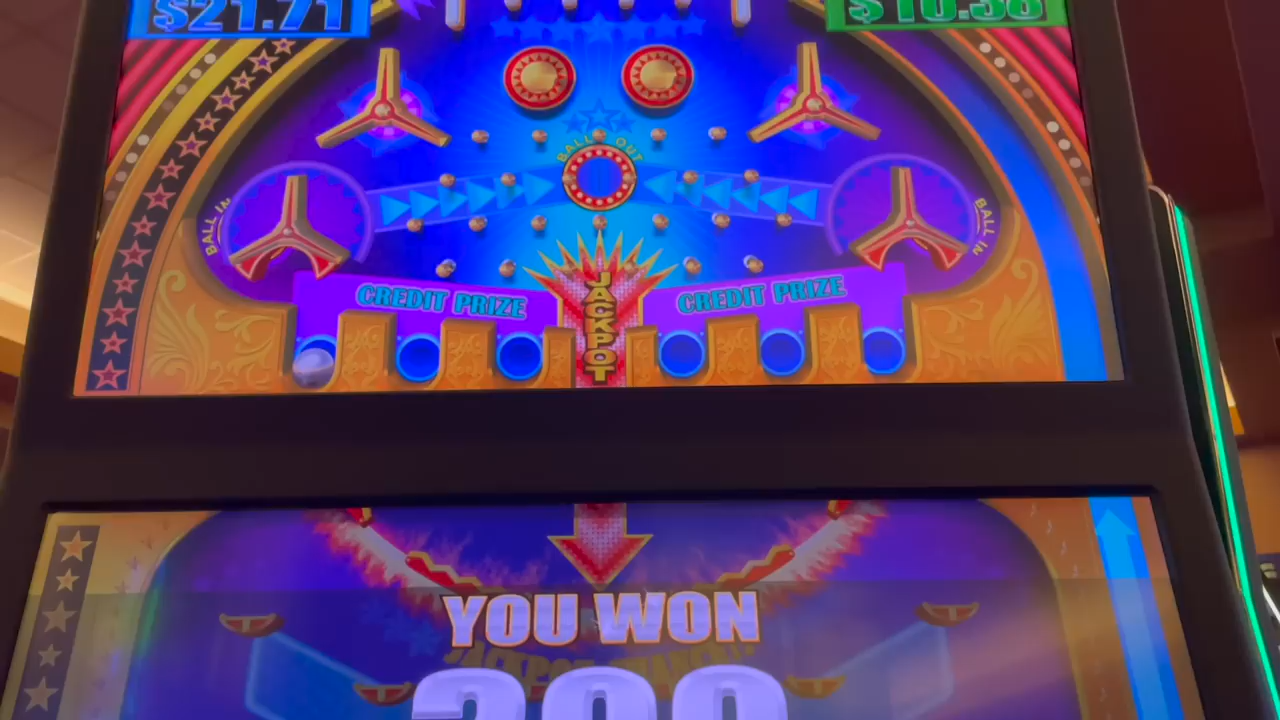 $21.71
BALL OUT
BALL IN
BALL IN
CREDIT PRIZE
CREDIT PRIZE
JACKPOT
YOU WON